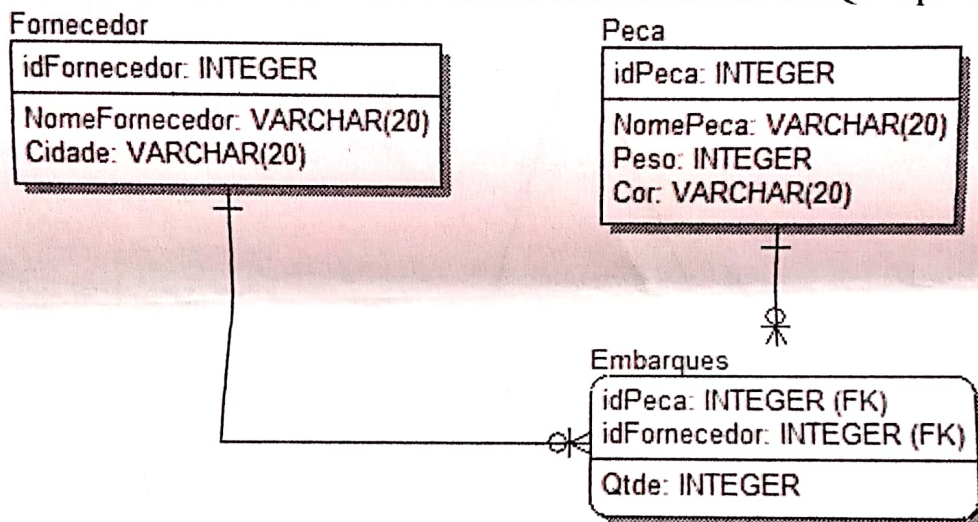 Fornecedor
idFornecedor: INTEGER
NomeFornecedor: VARCHAR(20)
Cidade: VARCHAR(20)
Peca
idPeca: INTEGER
NomePeca: VARCHAR(20)
Peso: INTEGER
Cor: VARCHAR(20)
Embarques
idPeca: INTEGER (FK)
idFornecedor: INTEGER (FK)
Qtde: INTEGER